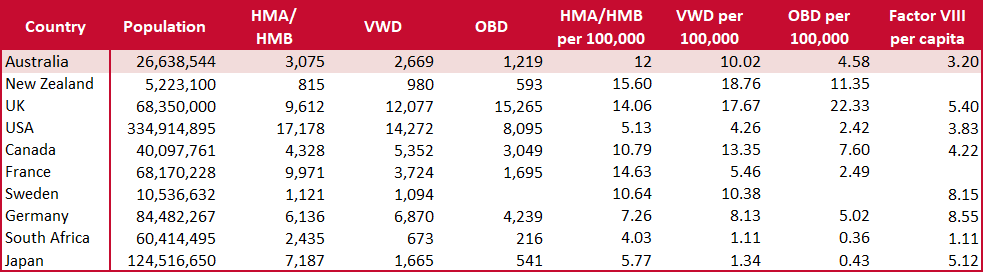 Country Population HMA/ HMB VWD OBD HMA/HMB per 100,000 VWD per 100,000 OBD per 100,000 Factor VIII per capita
Australia 26,638,544 3,075 2,669 1,219 12 10.02 4.58 3.20
New Zealand 5,223,100 815 980 593 15.60 18.76 11.35
UK 68,350,000 9,612 12,077 15,265 14.06 17.67 22.33 5.40
USA 334,914,895 17,178 14,272 8,095 5.13 4.26 2.42 3.83
Canada 40,097,761 4,328 5,352 3,049 10.79 13.35 7.60 4.22
France 68,170,228 9,971 3,724 1,695 14.63 5.46 2.49
Sweden 10,536,632 1,121 1,094 10.64 10.38 8.15
Germany 84,482,267 6,136 6,870 4,239 7.26 8.13 5.02 8.55
South Africa 60,414,495 2,435 673 216 4.03 1.11 0.36 1.11
Japan 124,516,650 7,187 1,665 541 5.77 1.34 0.43 5.12